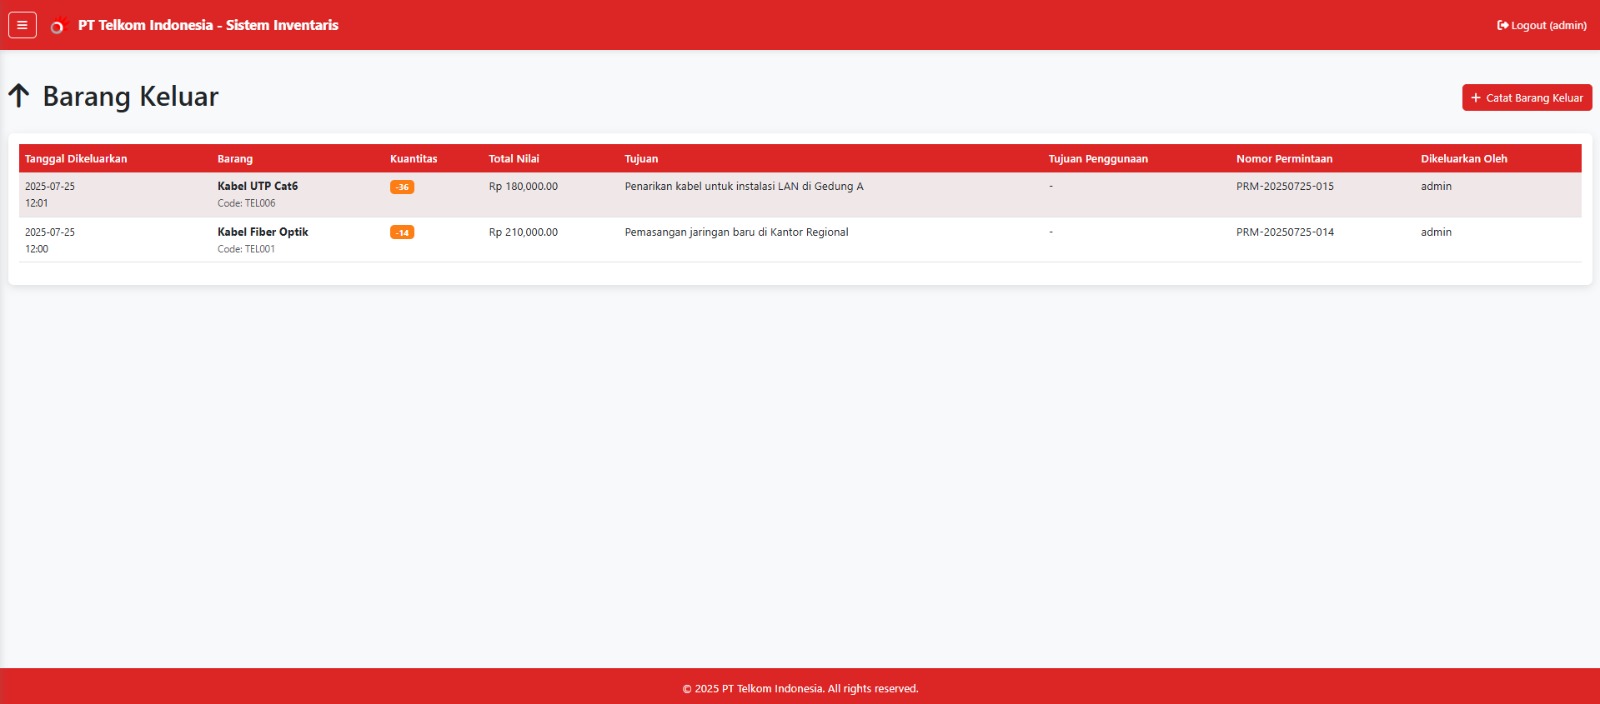 PT Telkom Indonesia - Sistem Inventaris
Logout (admin)
Barang Keluar
+ Catat Barang Keluar
Tanggal Dikeluarkan Barang Kuantitas Total Nilai Tujuan Tujuan Penggunaan Nomor Permintaan Dikeluarkan Oleh
2025-07-25 Kabel UTP Cat6 -36 Rp 180,000.00 Penarikan kabel untuk instalasi LAN di Gedung A - PRM-20250725-015 admin
12:01 Code: TEL006
2025-07-25 Kabel Fiber Optik -14 Rp 210,000.00 Pemasangan jaringan baru di Kantor Regional - PRM-20250725-014 admin
12:00 Code: TEL001
© 2025 PT Telkom Indonesia. All rights reserved.